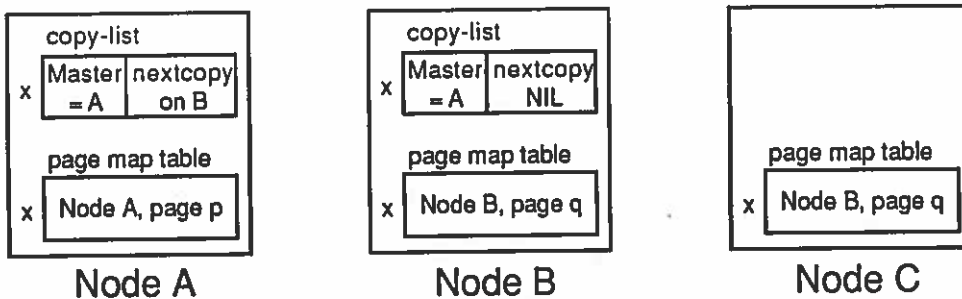 copy-list
x Master = A nextcopy on B
page map table
x Node A, page p
Node A
copy-list
x Master = A nextcopy NIL
page map table
x Node B, page q
Node B
page map table
x Node B, page q
Node C